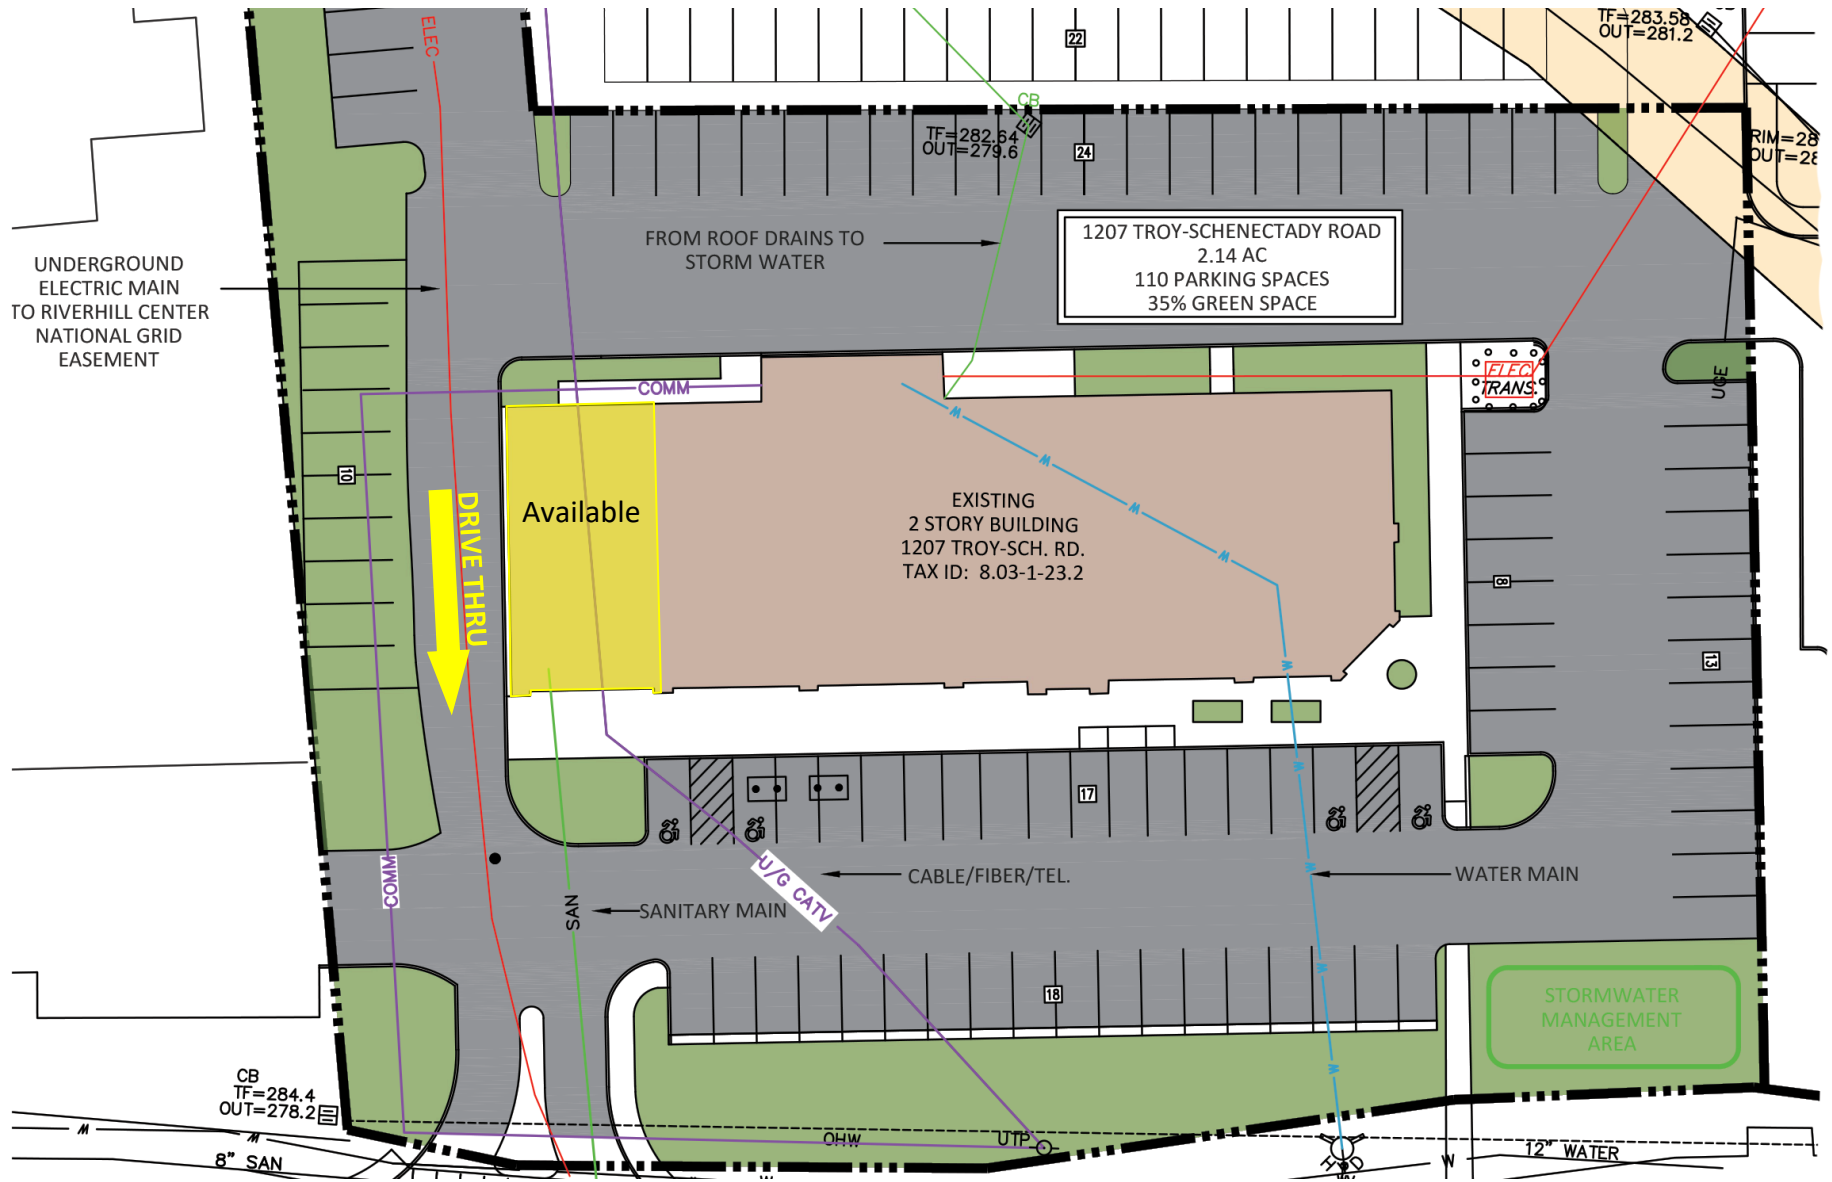 ELEC
22
TF=283.58
OUT=281.2
CB
TF=282.64
OUT=279.6
24
FROM ROOF DRAINS TO
STORM WATER
1207 TROY-SCHENECTADY ROAD
2.14 AC
110 PARKING SPACES
35% GREEN SPACE
RIM=28
OUT=28
UNDERGROUND
ELECTRIC MAIN
TO RIVERHILL CENTER
NATIONAL GRID
EASEMENT
COMM
ELEC
TRANS.
UGE
W
10
Available
DRIVE THRU
W
W
W
EXISTING
2 STORY BUILDING
1207 TROY-SCH. RD.
TAX ID: 8.03-1-23.2
8
13
W
W
17
COMM
U/G CATV
CABLE/FIBER/TEL.
W
WATER MAIN
SAN
SANITARY MAIN
W
18
STORMWATER
MANAGEMENT
AREA
W
CB
TF=284.4
OUT=278.2
W
W
OHW
UTP
HYD
W
12" WATER
8" SAN
W